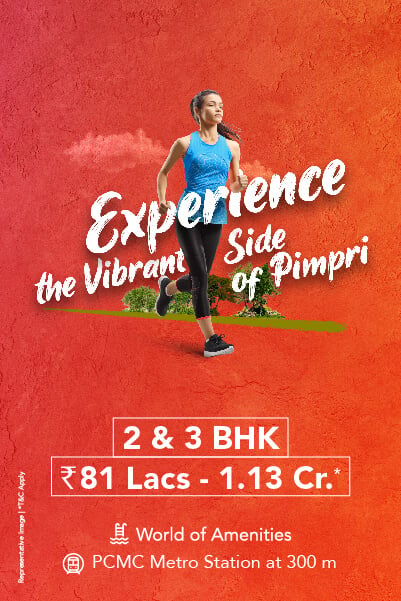 Experience
the Vibrant Side
of Pimpri
2 & 3 BHK
₹81 Lacs - 1.13 Cr.*
World of Amenities
PCMC Metro Station at 300 m
Representative Image | *T&C Apply